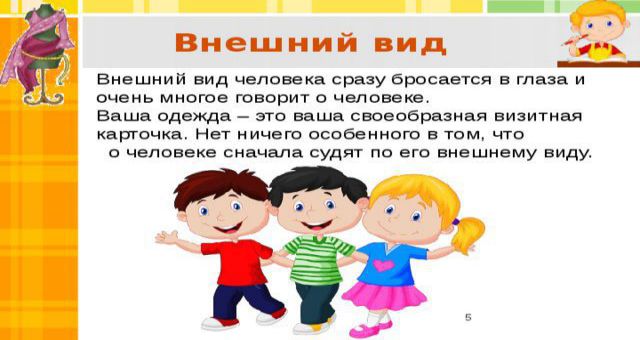 Внешний вид
Внешний вид человека сразу бросается в глаза и
очень многое говорит о человеке.
Ваша одежда – это ваша своеобразная визитная
карточка. Нет ничего особенного в том, что
о человеке сначала судят по его внешнему виду.
5